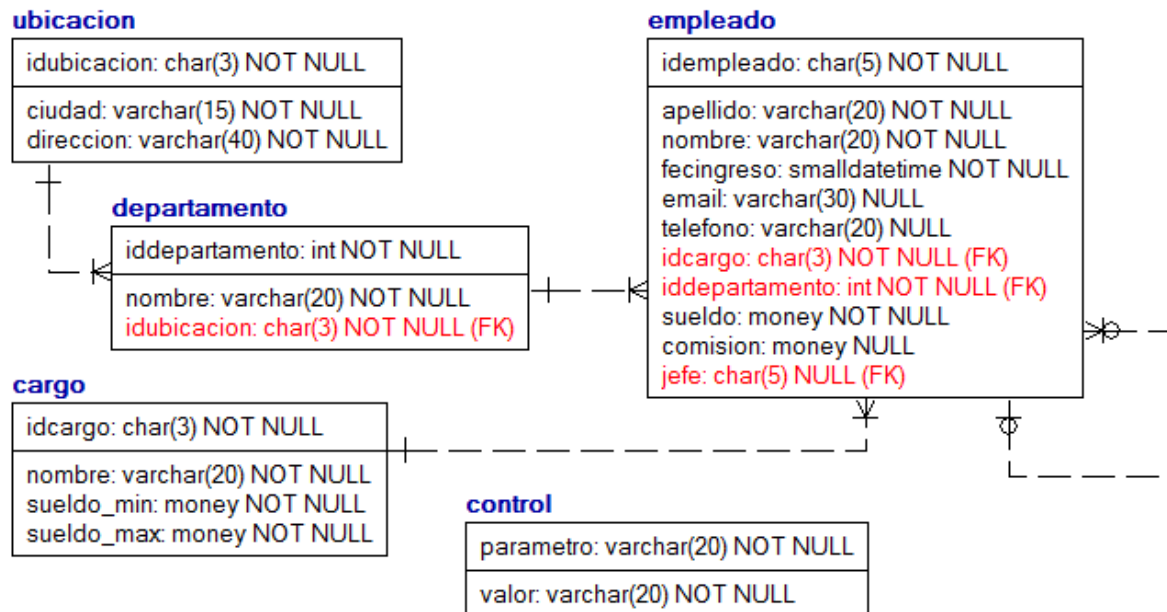 ubicacion
idubicacion: char(3) NOT NULL
ciudad: varchar(15) NOT NULL
direccion: varchar(40) NOT NULL
departamento
iddepartamento: int NOT NULL
nombre: varchar(20) NOT NULL
idubicacion: char(3) NOT NULL (FK)
cargo
idcargo: char(3) NOT NULL
nombre: varchar(20) NOT NULL
sueldo_min: money NOT NULL
sueldo_max: money NOT NULL
empleado
idempleado: char(5) NOT NULL
apellido: varchar(20) NOT NULL
nombre: varchar(20) NOT NULL
fecingreso: smalldatetime NOT NULL
email: varchar(30) NULL
telefono: varchar(20) NULL
idcargo: char(3) NOT NULL (FK)
iddepartamento: int NOT NULL (FK)
sueldo: money NOT NULL
comision: money NULL
jefe: char(5) NULL (FK)
control
parametro: varchar(20) NOT NULL
valor: varchar(20) NOT NULL